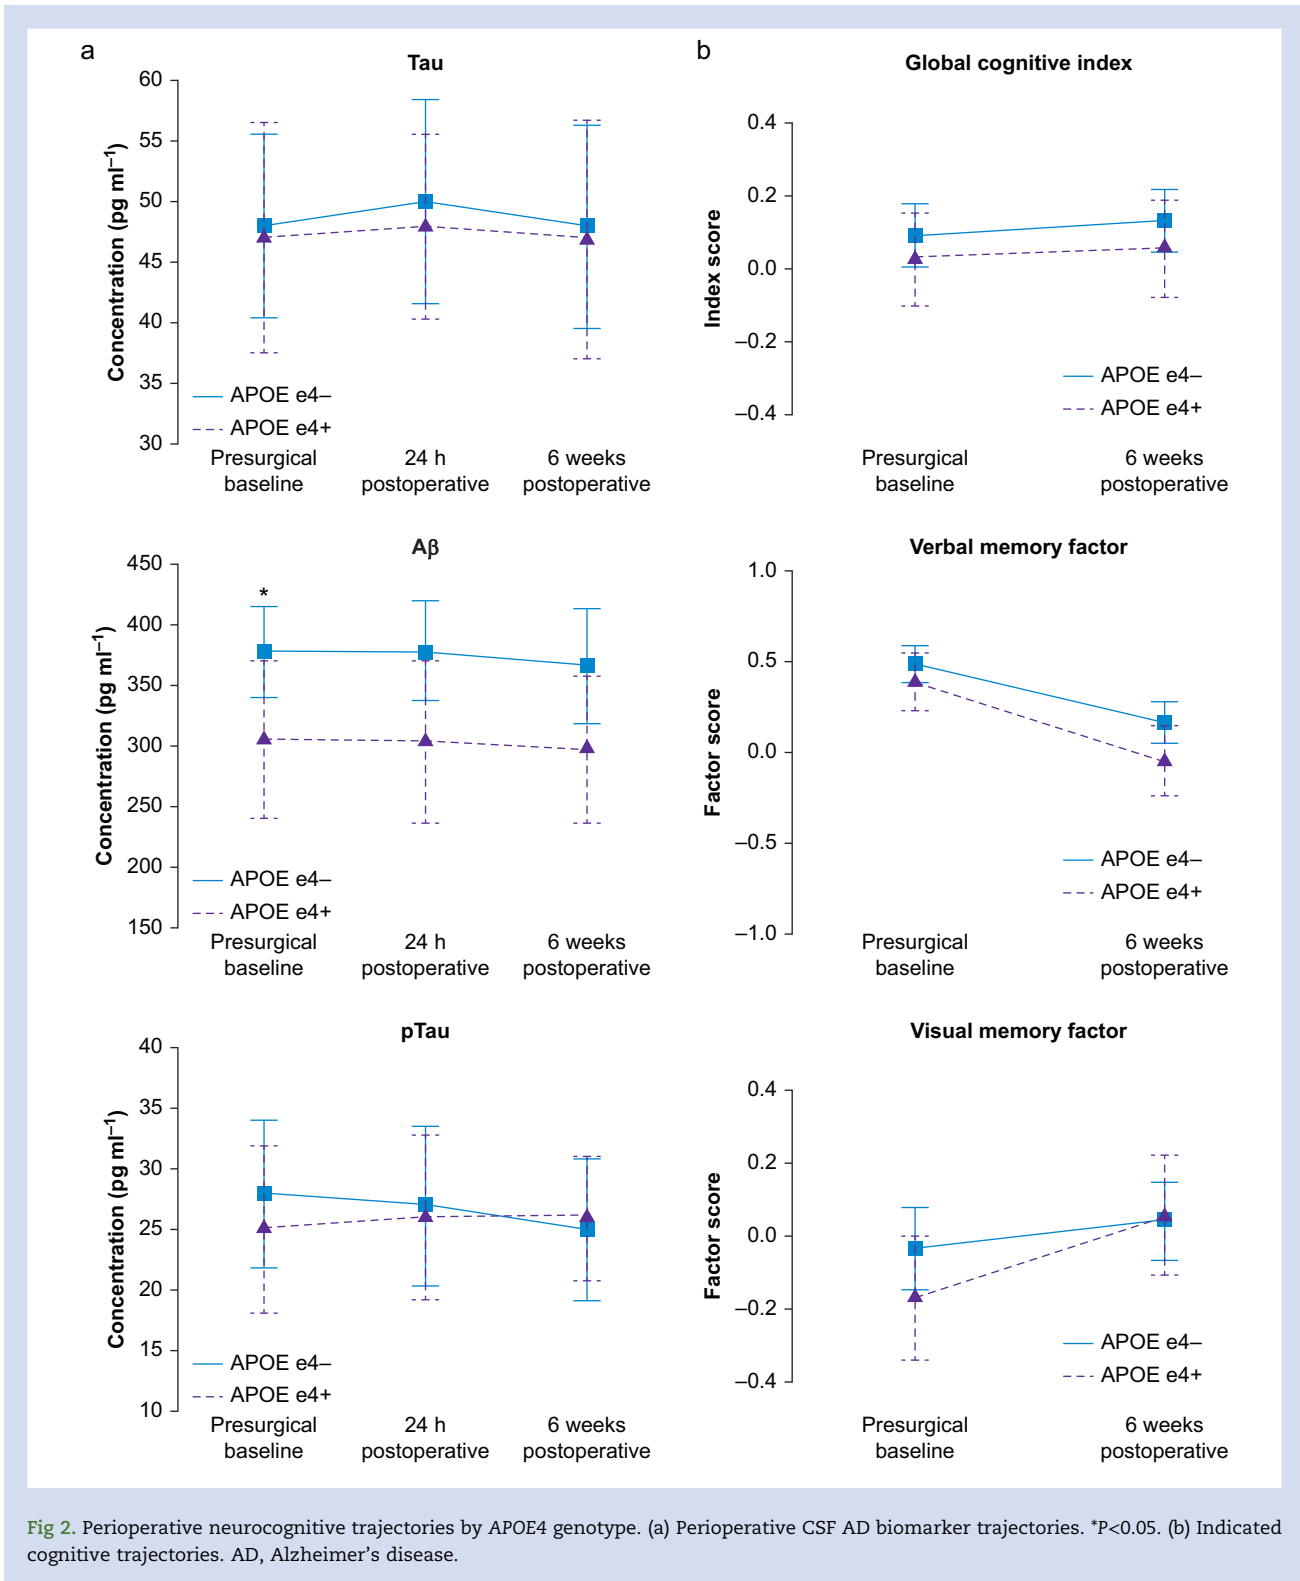 a
Tau
Concentration (pg ml⁻¹)
60
55
50
45
40
35
30
APOE e4–
APOE e4+
Presurgical
baseline
24 h
postoperative
6 weeks
postoperative
Aβ
Concentration (pg ml⁻¹)
450
400
350
300
250
200
150
*
APOE e4–
APOE e4+
Presurgical
baseline
24 h
postoperative
6 weeks
postoperative
pTau
Concentration (pg ml⁻¹)
40
35
30
25
20
15
10
APOE e4–
APOE e4+
Presurgical
baseline
24 h
postoperative
6 weeks
postoperative
b
Global cognitive index
Index score
0.4
0.2
0.0
–0.2
–0.4
APOE e4–
APOE e4+
Presurgical
baseline
6 weeks
postoperative
Verbal memory factor
Factor score
1.0
0.5
0.0
–0.5
–1.0
APOE e4–
APOE e4+
Presurgical
baseline
6 weeks
postoperative
Visual memory factor
Factor score
0.4
0.2
0.0
–0.2
–0.4
APOE e4–
APOE e4+
Presurgical
baseline
6 weeks
postoperative
Fig 2. Perioperative neurocognitive trajectories by APOE4 genotype. (a) Perioperative CSF AD biomarker trajectories. *P<0.05. (b) Indicated
cognitive trajectories. AD, Alzheimer's disease.